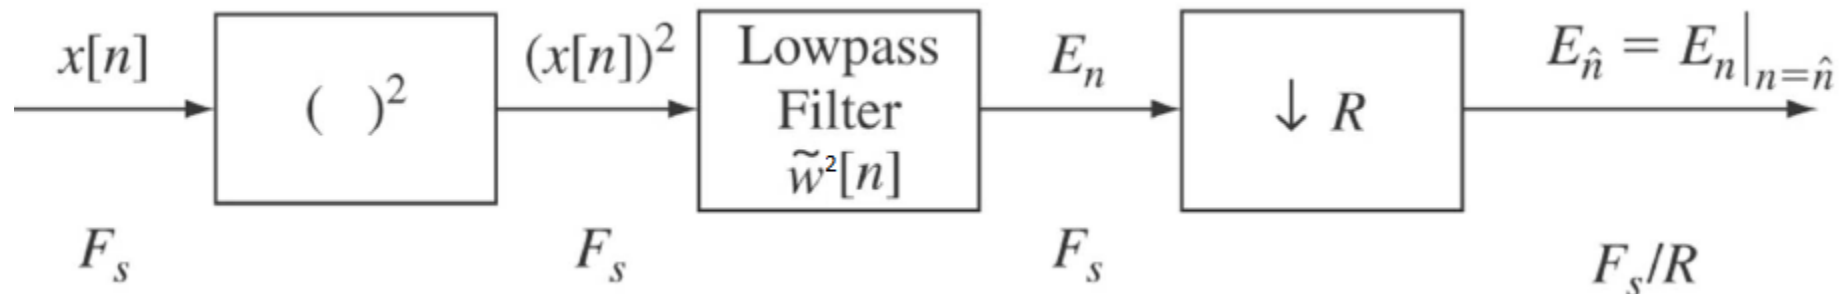 x[n]
( )²
(x[n])²
Lowpass
Filter
w̃²[n]
Eₙ
↓ R
E_n̂ = Eₙ|ₙ₌n̂
Fₛ
Fₛ
Fₛ
Fₛ/R